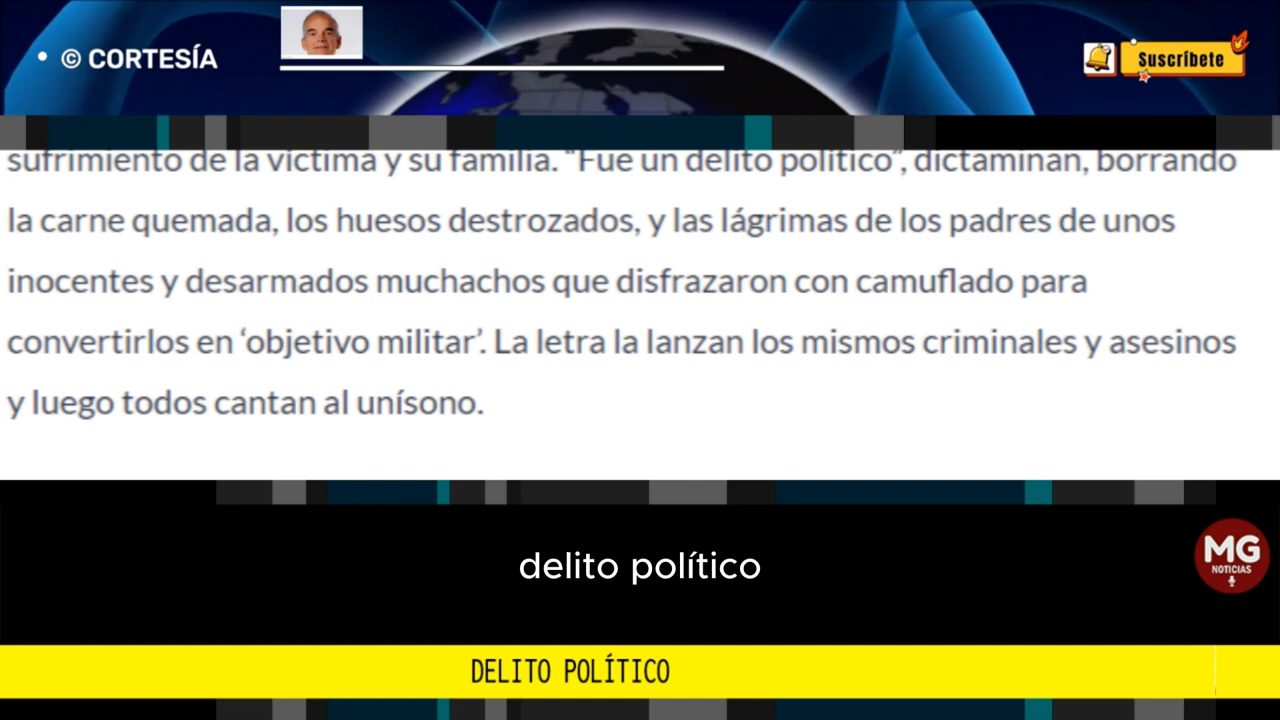 • © CORTESÍA
Suscríbete
sufrimiento de la víctima y su familia. “Fue un delito político”, dictaminan, borrando
la carne quemada, los huesos destrozados, y las lágrimas de los padres de unos
inocentes y desarmados muchachos que disfrazaron con camuflado para
convertirlos en ‘objetivo militar’. La letra la lanzan los mismos criminales y asesinos
y luego todos cantan al unísono.
delito político
MG
NOTICIAS
DELITO POLÍTICO